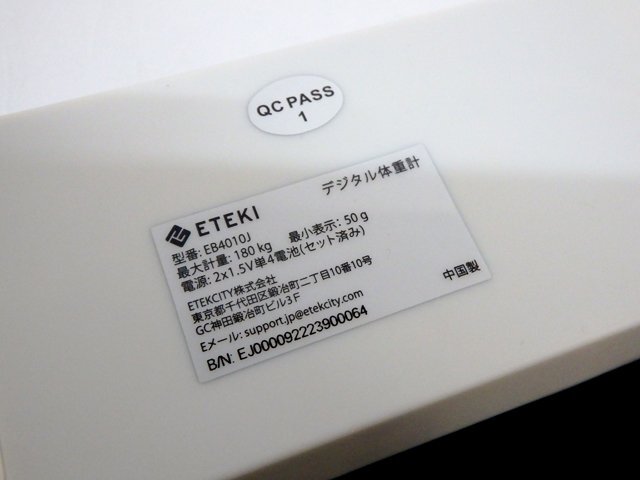 QC PASS
1
ETEKI
デジタル体重計
型番: EB4010J
最大計量: 180 kg 最小表示: 50 g
電源: 2x1.5V単4電池(セット済み)
ETEKCITY株式会社
東京都千代田区鍛冶町二丁目10番10号
GC神田鍛冶町ビル3F
中国製
Eメール: support.jp@etekcity.com
B/N: EJ000092223900064